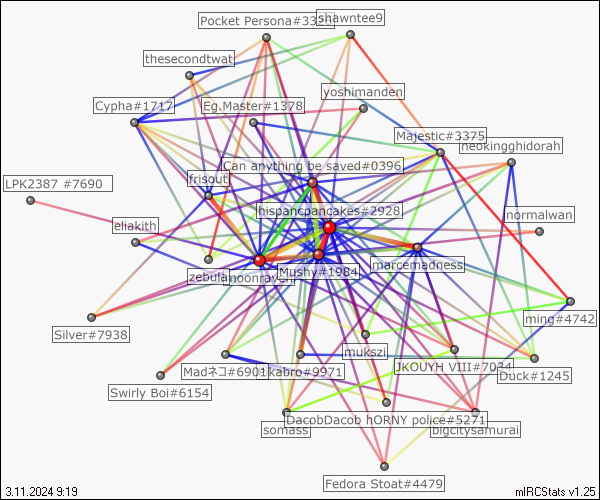 Pocket Persona#33
shawntee9
thesecondtwat
yoshimanden
Cypha#1717
Eg.Master#1378
Majestic#3375
neokingghidorah
Can anything be saved#0396
frisout
LPK2387 #7690
hispancpancakes#2928
normalwan
eliakith
marcemadness
Mushy#1984
zebul
moonraven
ming#4742
Silver#7938
mukszi
Madネコ#6901
kabro#9971
JKOUYH VIII#7034
Duck#1245
Swirly Boi#6154
DacobDacob hORNY police#5271
somass
bigcitysamurai
Fedora Stoat#4479
3.11.2024 9:19
mIRCStats v1.25